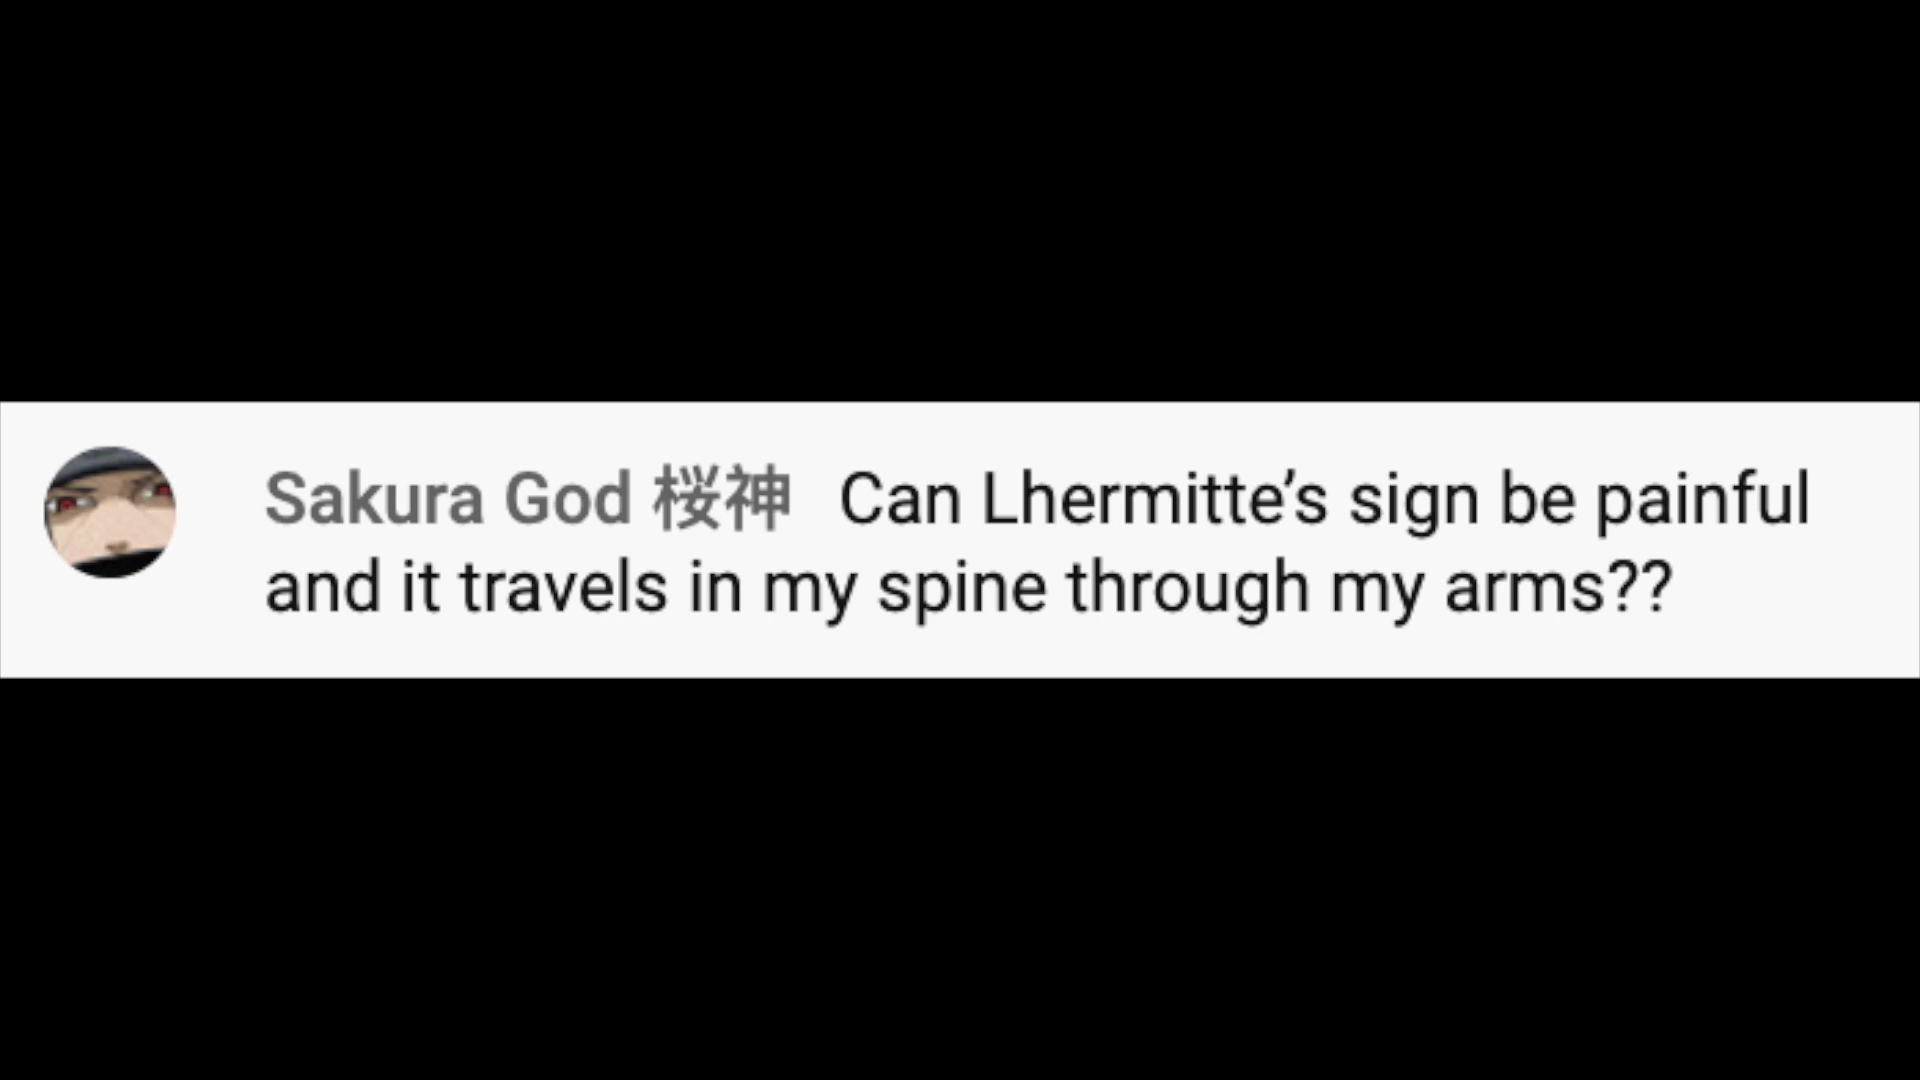 Sakura God 桜神 Can Lhermitte’s sign be painful
and it travels in my spine through my arms??